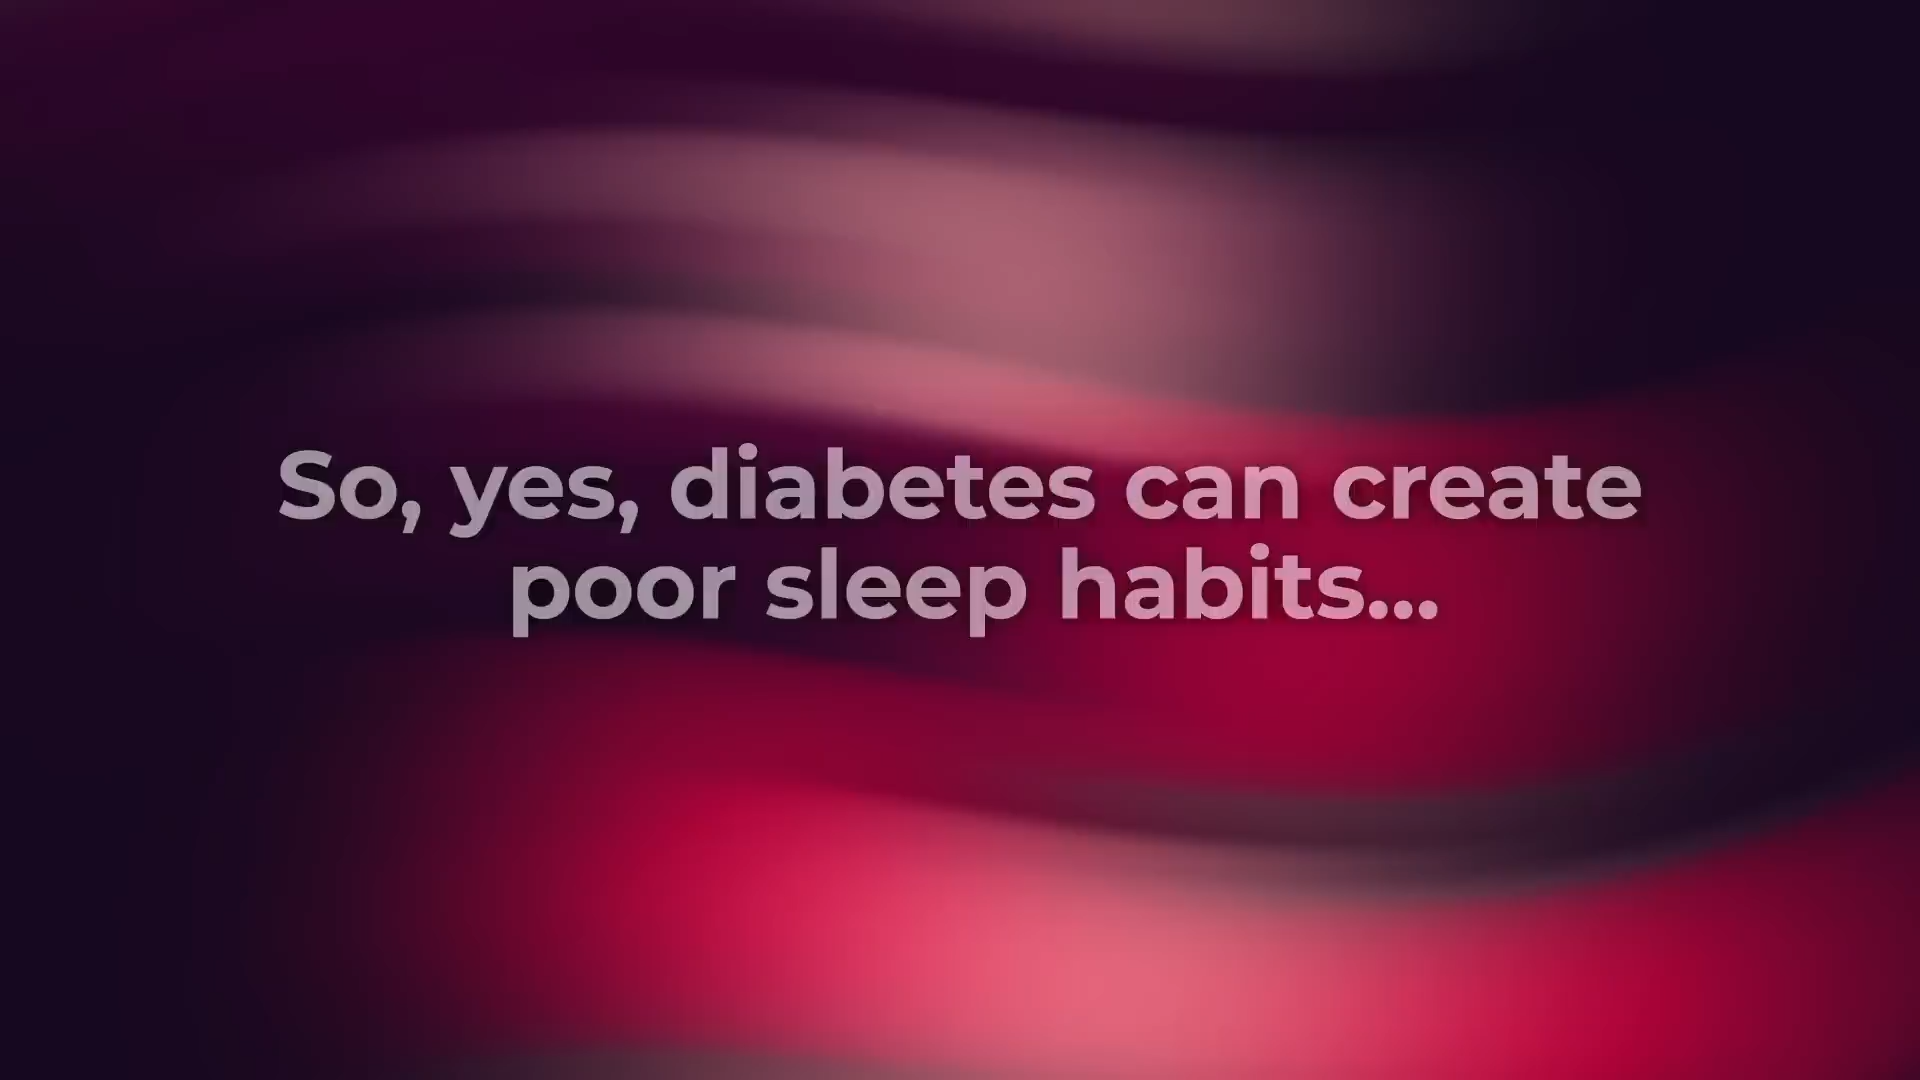 So, yes, diabetes can create
poor sleep habits...